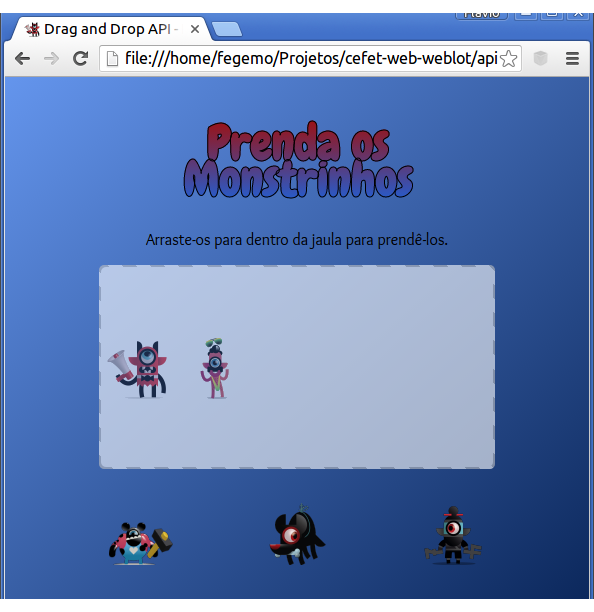 Flávio
Drag and Drop API -
file:///home/fegemo/Projetos/cefet-web-weblot/api
Prenda os
Monstrinhos
Arraste-os para dentro da jaula para prendê-los.